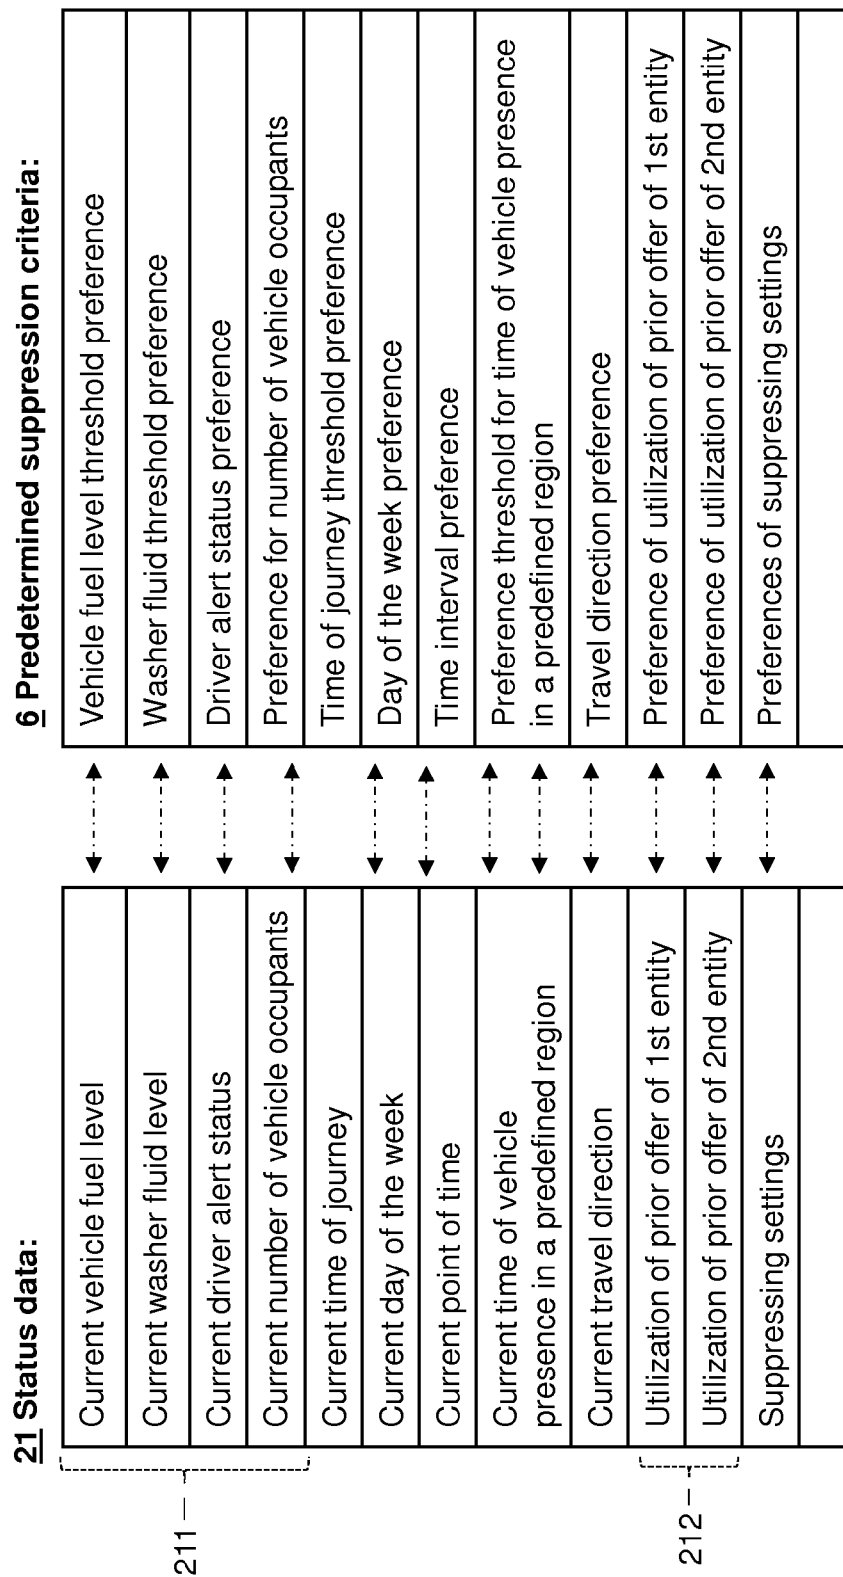 21 Status data:
Current vehicle fuel level
Current washer fluid level
Current driver alert status
Current number of vehicle occupants
Current time of journey
Current day of the week
Current point of time
Current time of vehicle
presence in a predefined region
Current travel direction
Utilization of prior offer of 1st entity
Utilization of prior offer of 2nd entity
Suppressing settings
211
212
6 Predetermined suppression criteria:
Vehicle fuel level threshold preference
Washer fluid threshold preference
Driver alert status preference
Preference for number of vehicle occupants
Time of journey threshold preference
Day of the week preference
Time interval preference
Preference threshold for time of vehicle presence
in a predefined region
Travel direction preference
Preference of utilization of prior offer of 1st entity
Preference of utilization of prior offer of 2nd entity
Preferences of suppressing settings